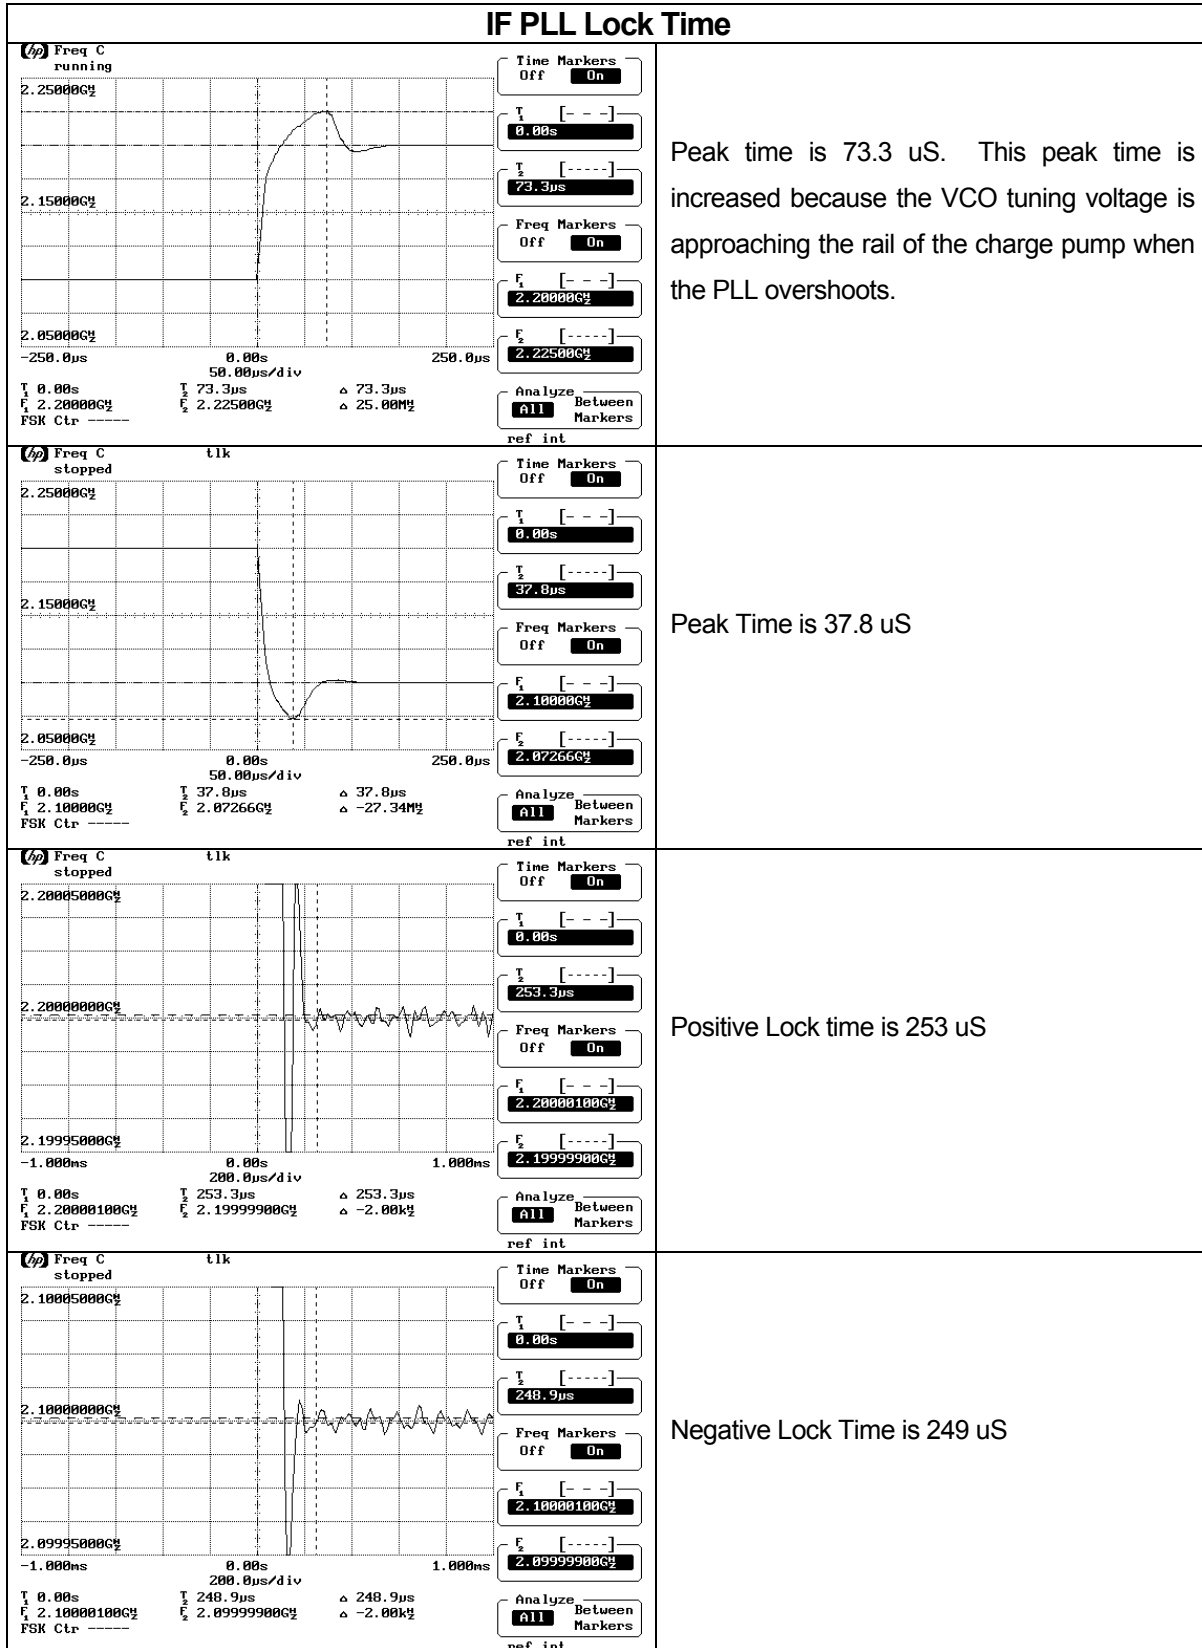 IF PLL Lock Time
hp Freq C
running
2.25000GHz
2.15000GHz
2.05000GHz
-250.0µs 0.00s 250.0µs
50.00µs/div
T1 0.00s T2 73.3µs Δ 73.3µs
F1 2.20000GHz F2 2.22500GHz Δ 25.00MHz
FSK Ctr -----
Time Markers
Off On
T1 [- - -]
0.00s
T2 [-----]
73.3µs
Freq Markers
Off On
F1 [- - -]
2.20000GHz
F2 [-----]
2.22500GHz
Analyze
All Between
Markers
ref int
Peak time is 73.3 uS. This peak time is
increased because the VCO tuning voltage is
approaching the rail of the charge pump when
the PLL overshoots.
hp Freq C tlk
stopped
2.25000GHz
2.15000GHz
2.05000GHz
-250.0µs 0.00s 250.0µs
50.00µs/div
T1 0.00s T2 37.8µs Δ 37.8µs
F1 2.10000GHz F2 2.07266GHz Δ -27.34MHz
FSK Ctr -----
Time Markers
Off On
T1 [- - -]
0.00s
T2 [-----]
37.8µs
Freq Markers
Off On
F1 [- - -]
2.10000GHz
F2 [-----]
2.07266GHz
Analyze
All Between
Markers
ref int
Peak Time is 37.8 uS
hp Freq C tlk
stopped
2.20005000GHz
2.20000000GHz
2.19995000GHz
-1.000ms 0.00s 1.000ms
200.0µs/div
T1 0.00s T2 253.3µs Δ 253.3µs
F1 2.20000100GHz F2 2.19999900GHz Δ -2.00kHz
FSK Ctr -----
Time Markers
Off On
T1 [- - -]
0.00s
T2 [-----]
253.3µs
Freq Markers
Off On
F1 [- - -]
2.20000100GHz
F2 [-----]
2.19999900GHz
Analyze
All Between
Markers
ref int
Positive Lock time is 253 uS
hp Freq C tlk
stopped
2.10005000GHz
2.10000000GHz
2.09995000GHz
-1.000ms 0.00s 1.000ms
200.0µs/div
T1 0.00s T2 248.9µs Δ 248.9µs
F1 2.10000100GHz F2 2.09999900GHz Δ -2.00kHz
FSK Ctr -----
Time Markers
Off On
T1 [- - -]
0.00s
T2 [-----]
248.9µs
Freq Markers
Off On
F1 [- - -]
2.10000100GHz
F2 [-----]
2.09999900GHz
Analyze
All Between
Markers
ref int
Negative Lock Time is 249 uS